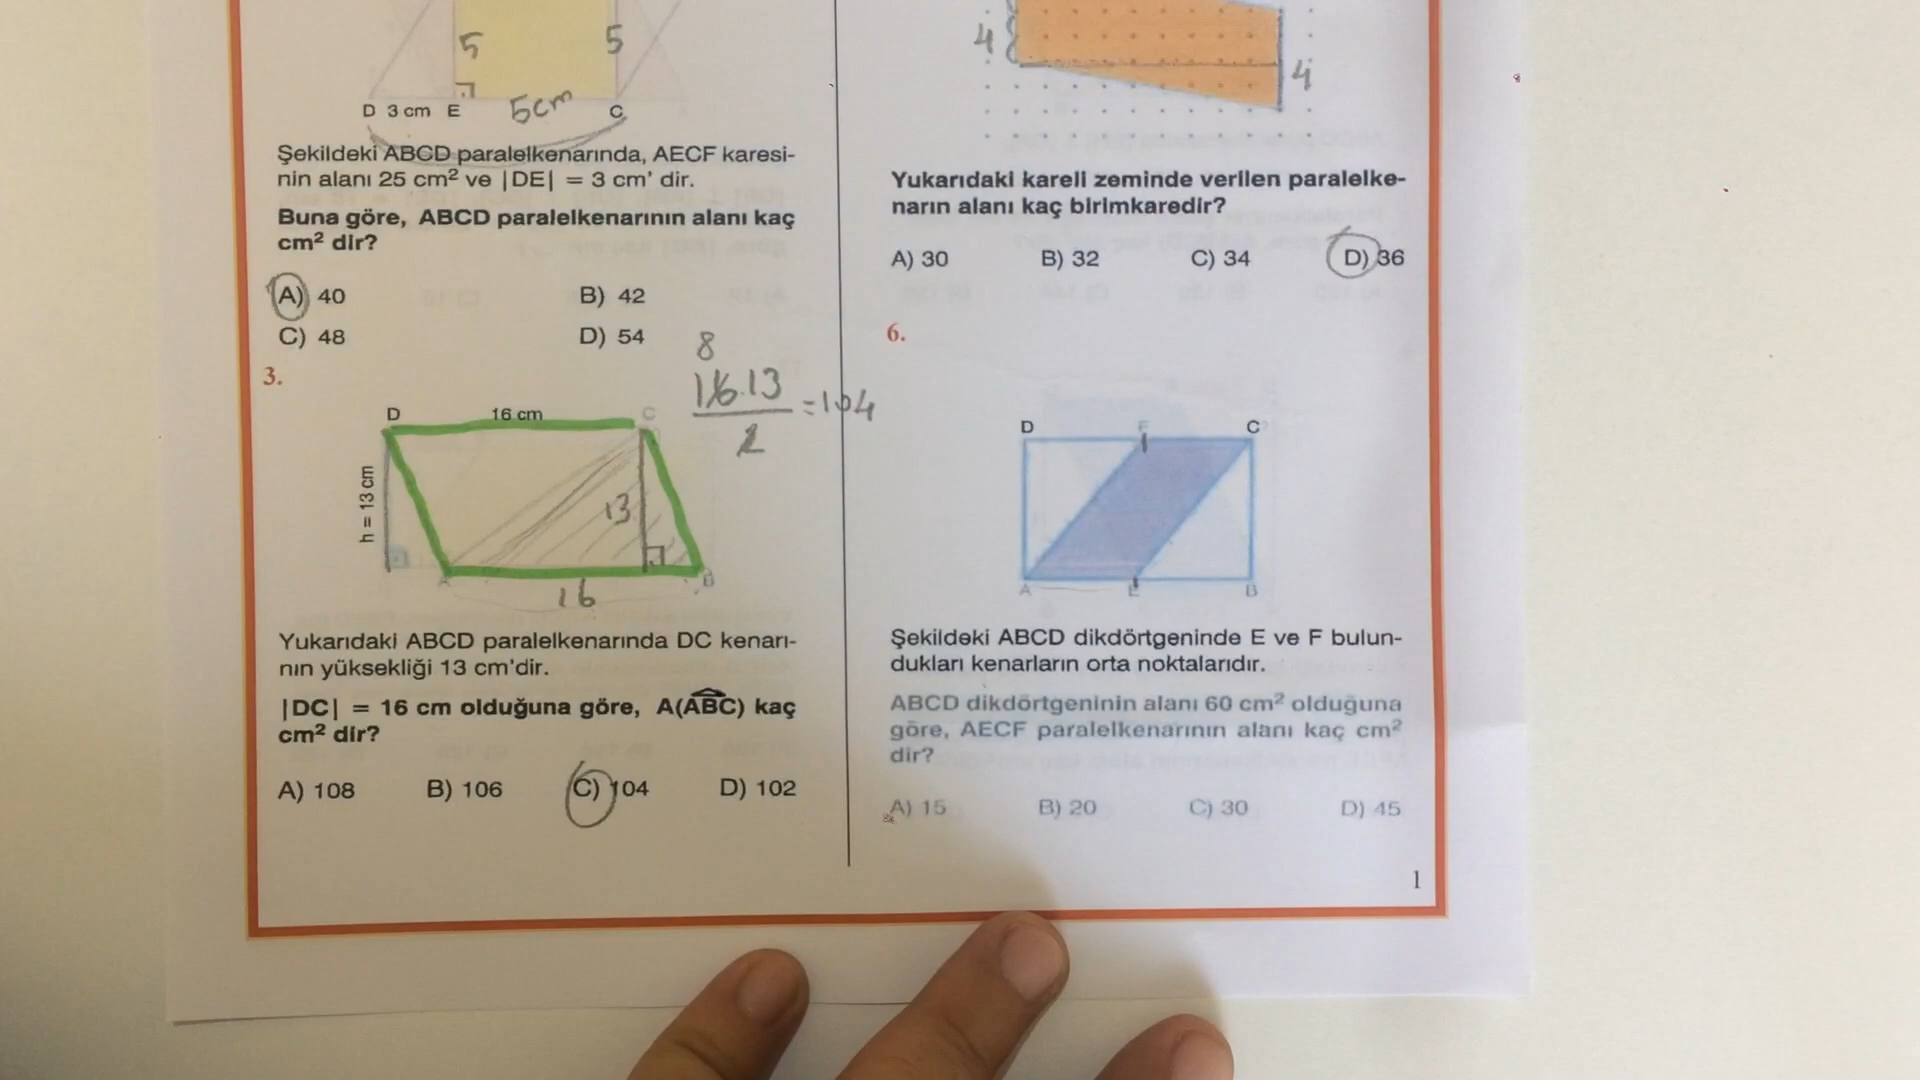 5
5
D 3 cm E
5cm
C
Şekildeki ABCD paralelkenarında, AECF karesi-
nin alanı 25 cm² ve |DE| = 3 cm' dir.
Buna göre, ABCD paralelkenarının alanı kaç
cm² dir?
A) 40
B) 42
C) 48
D) 54
3.
8
16.13
2
=104
D
16 cm
C
h = 13 cm
13
A
B
16
Yukarıdaki ABCD paralelkenarında DC kenarı-
nın yüksekliği 13 cm'dir.
|DC| = 16 cm olduğuna göre, A(ABC) kaç
cm² dir?
A) 108
B) 106
C) 104
D) 102
4
4
Yukarıdaki kareli zeminde verilen paralelke-
narın alanı kaç birimkaredir?
A) 30
B) 32
C) 34
D) 36
6.
D
F
C
A
E
B
Şekildeki ABCD dikdörtgeninde E ve F bulun-
dukları kenarların orta noktalarıdır.
ABCD dikdörtgeninin alanı 60 cm² olduğuna
göre, AECF paralelkenarının alanı kaç cm²
dir?
A) 15
B) 20
C) 30
D) 45
1